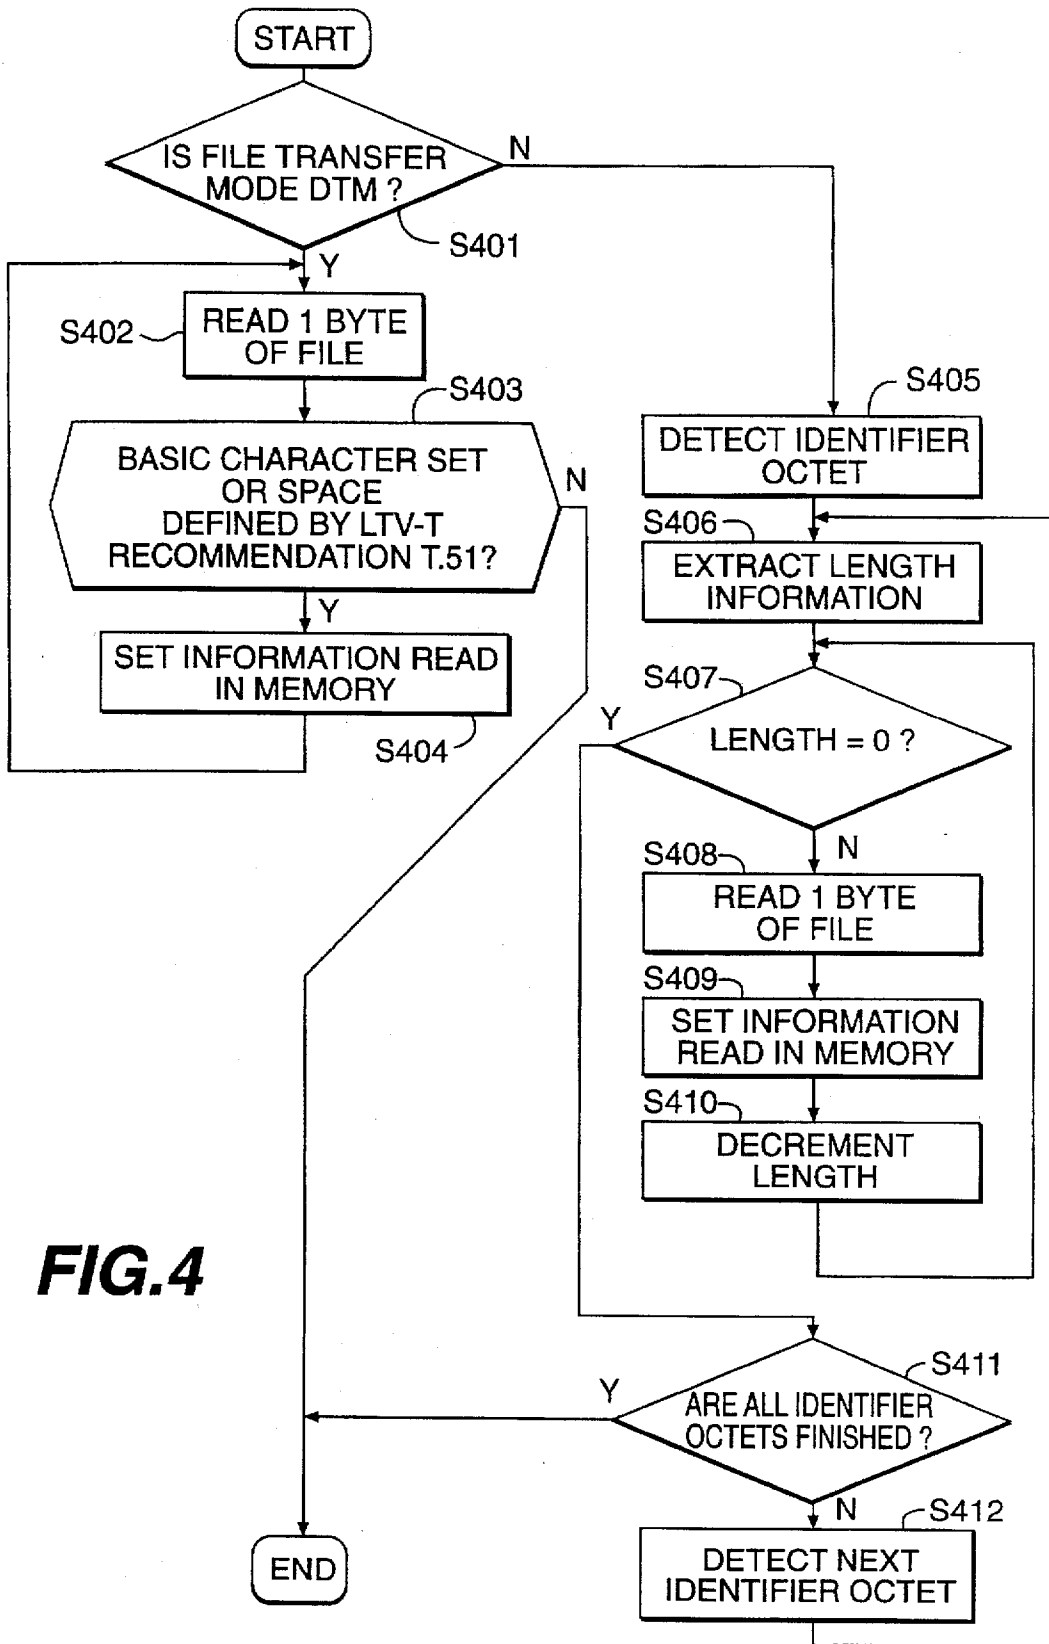 START
IS FILE TRANSFER
MODE DTM ?
N
S401
Y
S402
READ 1 BYTE
OF FILE
S403
BASIC CHARACTER SET
OR SPACE
DEFINED BY LTV-T
RECOMMENDATION T.51?
N
Y
SET INFORMATION READ
IN MEMORY
S404
S405
DETECT IDENTIFIER
OCTET
S406
EXTRACT LENGTH
INFORMATION
S407
Y
LENGTH = 0 ?
N
S408
READ 1 BYTE
OF FILE
S409
SET INFORMATION
READ IN MEMORY
S410
DECREMENT
LENGTH
FIG.4
S411
Y
ARE ALL IDENTIFIER
OCTETS FINISHED ?
N
S412
END
DETECT NEXT
IDENTIFIER OCTET